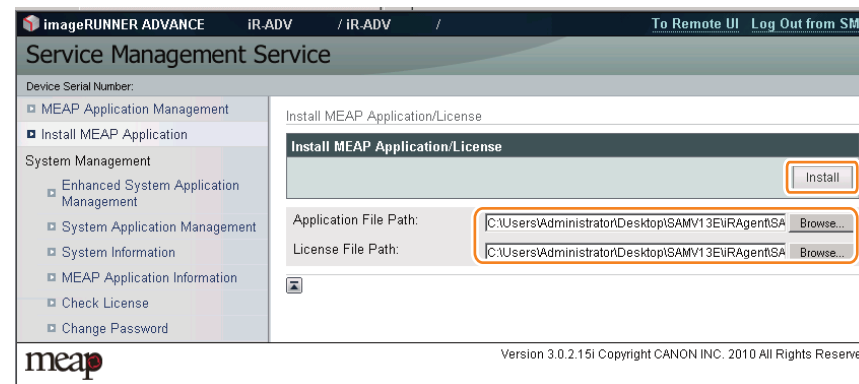 imageRUNNER ADVANCE iR-ADV / iR-ADV / To Remote UI Log Out from SM
Service Management Service
Device Serial Number:
MEAP Application Management
Install MEAP Application
System Management
Enhanced System Application
Management
System Application Management
System Information
MEAP Application Information
Check License
Change Password
Install MEAP Application/License
Install MEAP Application/License
Install
Application File Path: C:\Users\Administrator\Desktop\SAMV13E\iRAgent\SA Browse...
License File Path: C:\Users\Administrator\Desktop\SAMV13E\iRAgent\SA Browse...
meap
Version 3.0.2.15i Copyright CANON INC. 2010 All Rights Reserve